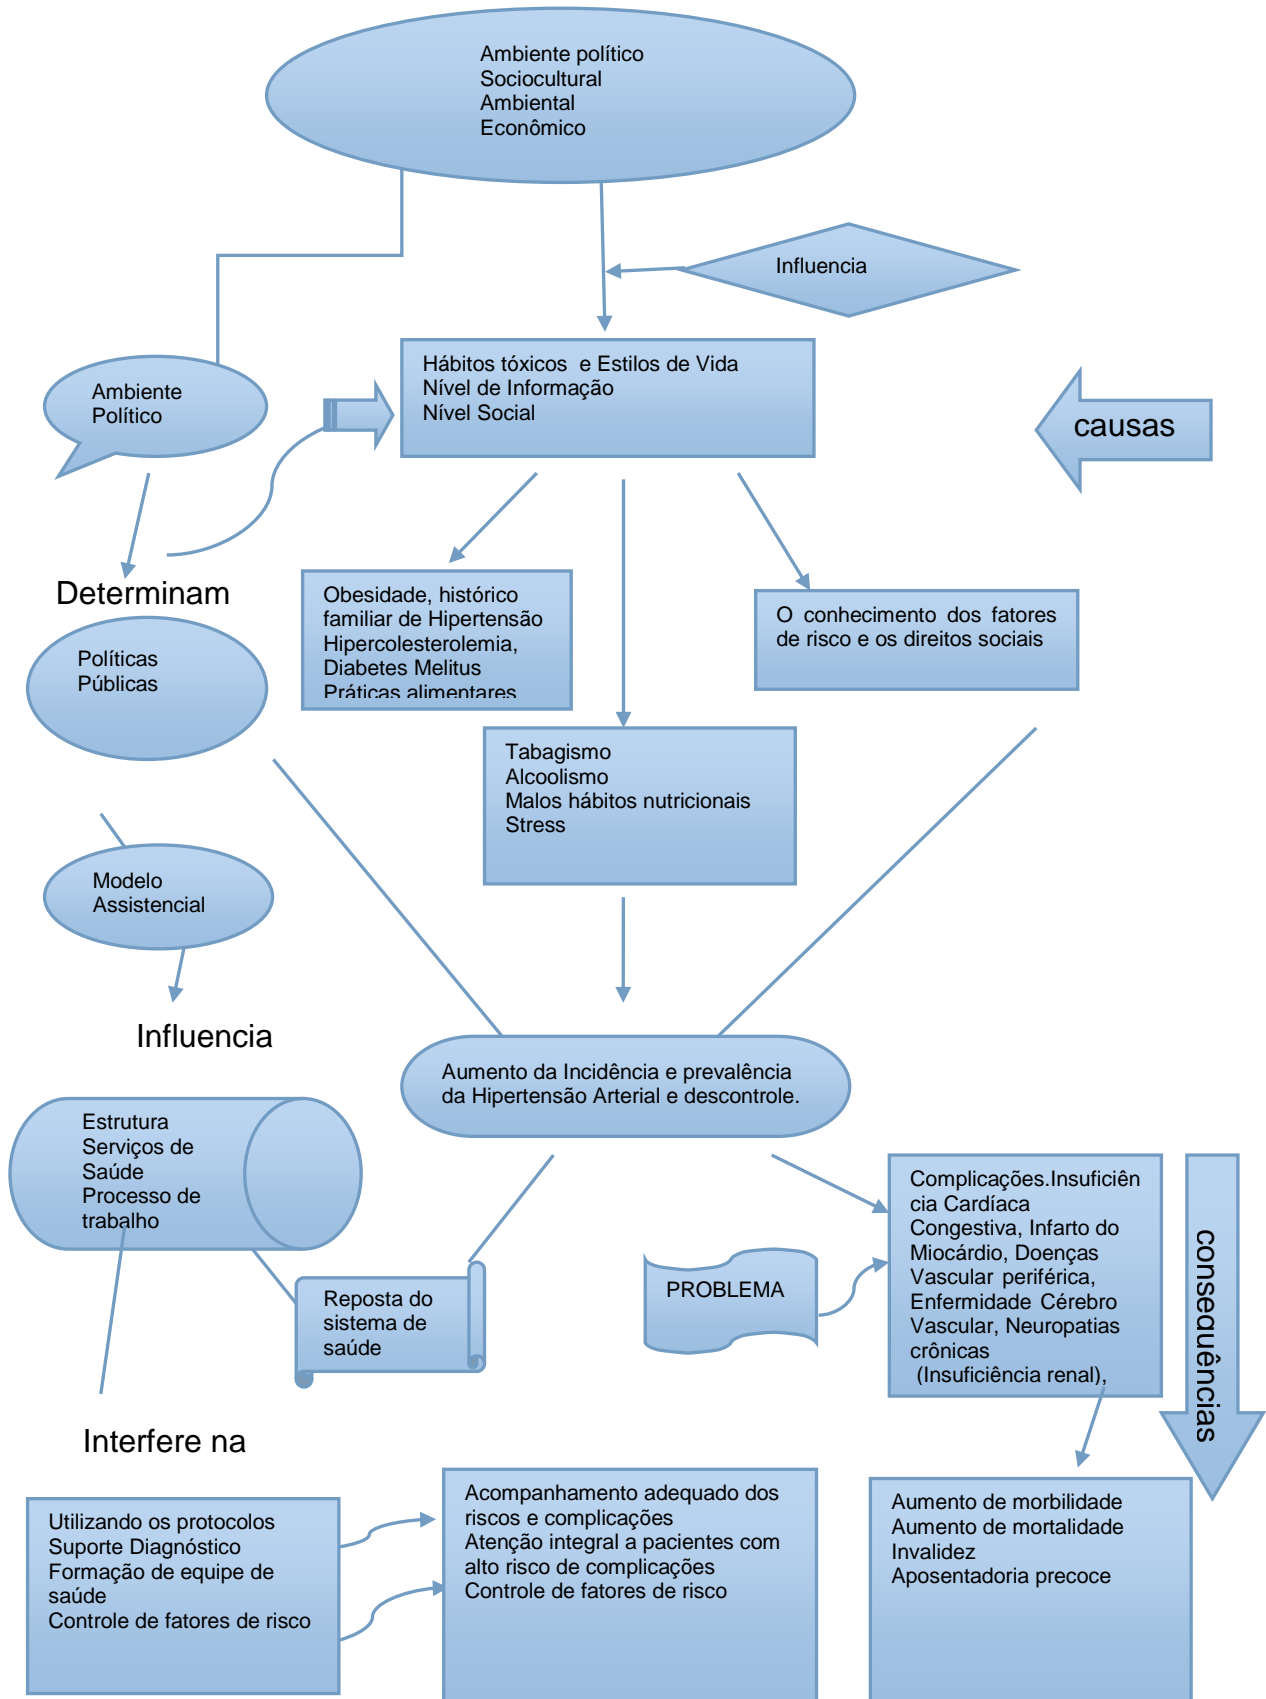 Ambiente político
Sociocultural
Ambiental
Econômico
Influencia
Hábitos tóxicos  e Estilos de Vida
Nível de Informação
Nível Social
Ambiente
Político
causas
Determinam
Obesidade, histórico
familiar de Hipertensão
Hipercolesterolemia,
Diabetes Melitus
Práticas alimentares
O conhecimento dos fatores
de risco e os direitos sociais
Políticas
Públicas
Tabagismo
Alcoolismo
Malos hábitos nutricionais
Stress
Modelo
Assistencial
Influencia
Aumento da Incidência e prevalência
da Hipertensão Arterial e descontrole.
Estrutura
Serviços de
Saúde
Processo de
trabalho
Complicações.Insuficiên
cia Cardíaca
Congestiva, Infarto do
Miocárdio, Doenças
Vascular periférica,
Enfermidade Cérebro
Vascular, Neuropatias
crônicas
(Insuficiência renal),
consequências
PROBLEMA
Reposta do
sistema de
saúde
Interfere na
Utilizando os protocolos
Suporte Diagnóstico
Formação de equipe de
saúde
Controle de fatores de risco
Acompanhamento adequado dos
riscos e complicações
Atenção integral a pacientes com
alto risco de complicações
Controle de fatores de risco
Aumento de morbilidade
Aumento de mortalidade
Invalidez
Aposentadoria precoce